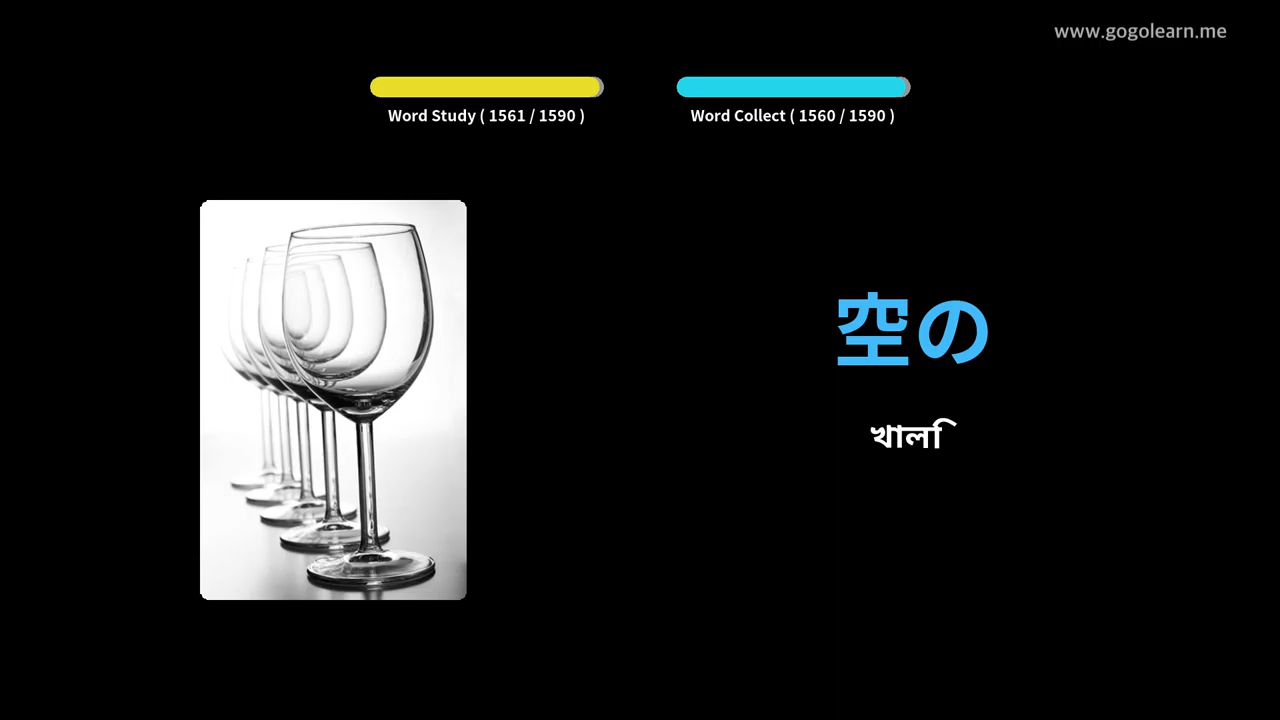 www.gogolearn.me
Word Study ( 1561 / 1590 )
Word Collect ( 1560 / 1590 )
空の
খালি